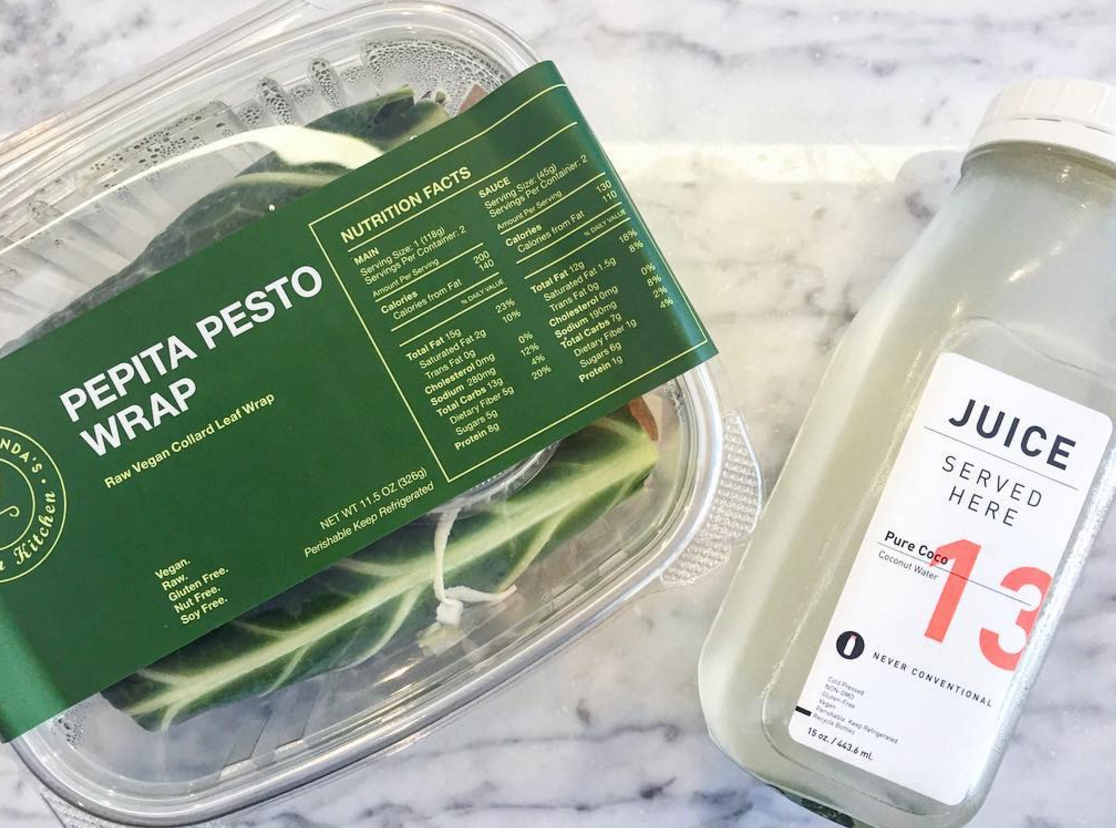 NDA'S •
Kitchen
PEPITA PESTO
WRAP
Raw Vegan Collard Leaf Wrap
Vegan.
Raw.
Gluten Free.
Nut Free.
Soy Free.
NET WT 11.5 OZ (326g)
Perishable Keep Refrigerated
NUTRITION FACTS
MAIN
Serving Size: 1 (118g)
Servings Per Container: 2
Amount Per Serving
Calories 200
Calories from Fat 140
% DAILY VALUE
Total Fat 15g 23%
Saturated Fat 2g 10%
Trans Fat 0g
Cholesterol 0mg 0%
Sodium 280mg 12%
Total Carbs 13g 4%
Dietary Fiber 5g 20%
Sugars 5g
Protein 8g
SAUCE
Serving Size: (45g)
Servings Per Container: 2
Amount Per Serving
Calories 130
Calories from Fat 110
% DAILY VALUE
Total Fat 12g 18%
Saturated Fat 1.5g 8%
Trans Fat 0g
Cholesterol 0mg 0%
Sodium 190mg 8%
Total Carbs 7g 2%
Dietary Fiber 1g 4%
Sugars 6g
Protein 1g
JUICE
SERVED
HERE
Pure Coco
Coconut Water
13
NEVER CONVENTIONAL
Cold Pressed
NON-GMO
Gluten-Free
Vegan
Perishable. Keep Refrigerated.
Recycle Bottles
15 oz. / 443.6 ml.